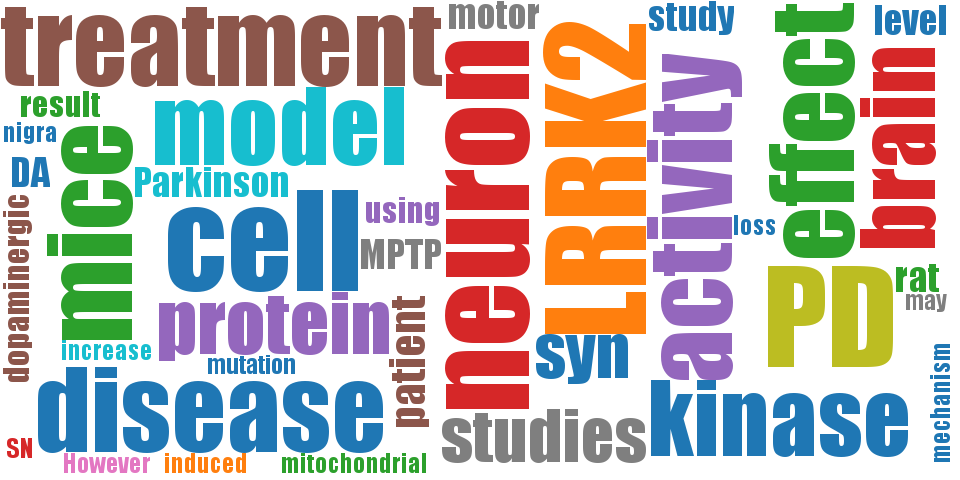 treatment
motor
study
level
result
nigra
DA
mice
model
Parkinson
cell
using
MPTP
neuron
LRRK2
activity
effect
brain
loss
dopaminergic
protein
increase
mutation
patient
syn
PD
rat
may
disease
studies
kinase
mechanism
SN
However
induced
mitochondrial